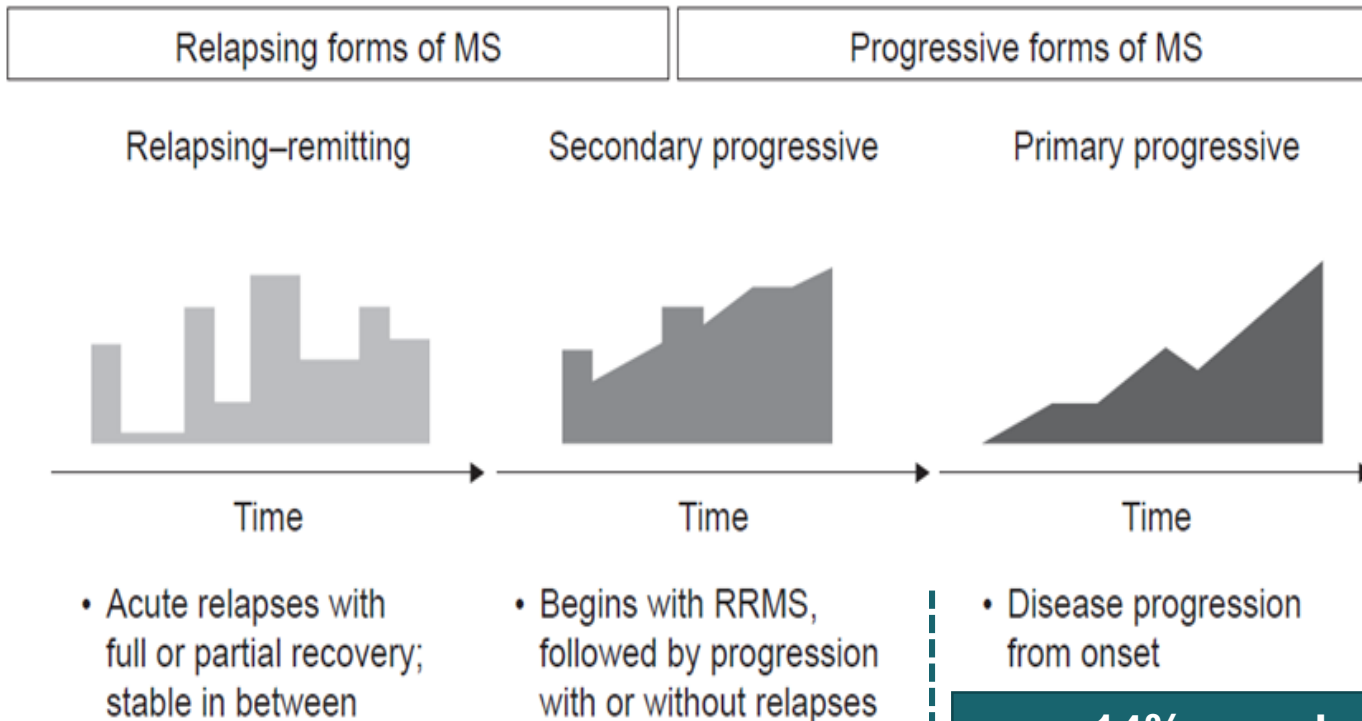 Relapsing forms of MS
Progressive forms of MS
Relapsing–remitting
Secondary progressive
Primary progressive
Time
Time
Time
• Acute relapses with
full or partial recovery;
stable in between
• Begins with RRMS,
followed by progression
with or without relapses
• Disease progression
from onset